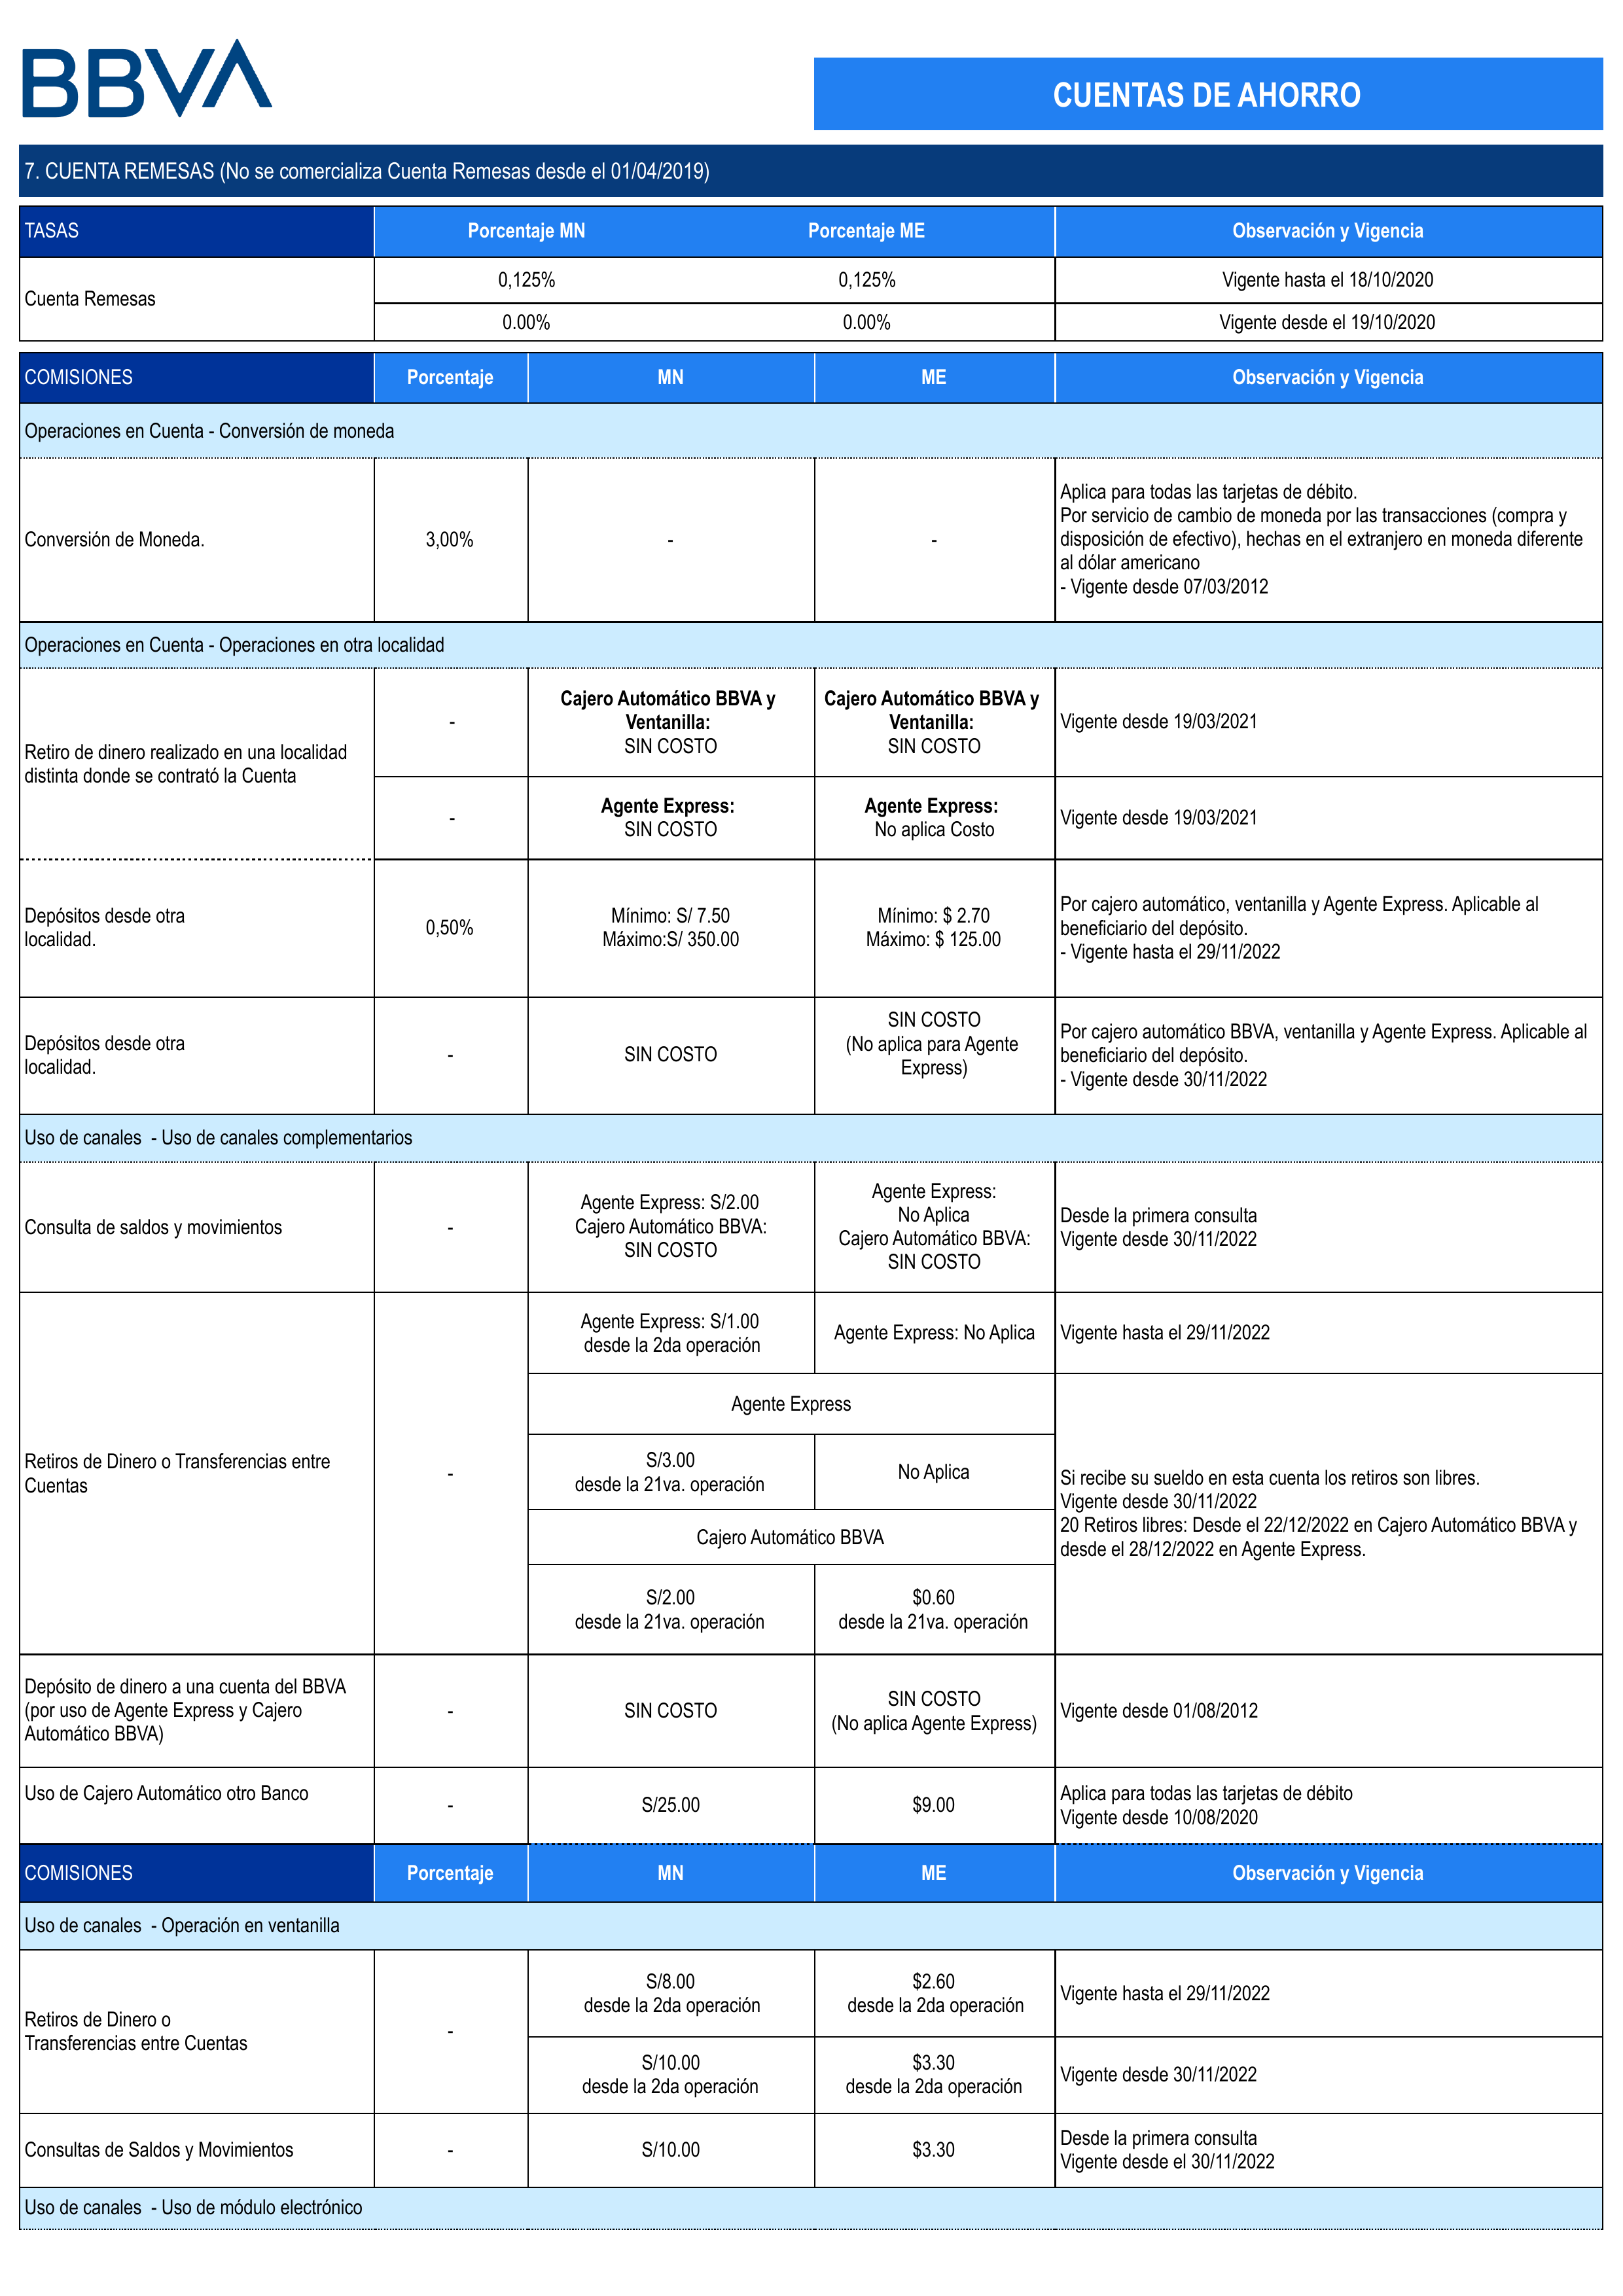 BBVA
CUENTAS DE AHORRO
7. CUENTA REMESAS (No se comercializa Cuenta Remesas desde el 01/04/2019)
TASAS Porcentaje MN Porcentaje ME Observación y Vigencia
Cuenta Remesas
0,125% 0,125% Vigente hasta el 18/10/2020
0.00% 0.00% Vigente desde el 19/10/2020
COMISIONES Porcentaje MN ME Observación y Vigencia
Operaciones en Cuenta - Conversión de moneda
Conversión de Moneda. 3,00% - -
Aplica para todas las tarjetas de débito.
Por servicio de cambio de moneda por las transacciones (compra y
disposición de efectivo), hechas en el extranjero en moneda diferente
al dólar americano
- Vigente desde 07/03/2012
Operaciones en Cuenta - Operaciones en otra localidad
Retiro de dinero realizado en una localidad
distinta donde se contrató la Cuenta
-
Cajero Automático BBVA y
Ventanilla:
SIN COSTO
Cajero Automático BBVA y
Ventanilla:
SIN COSTO
Vigente desde 19/03/2021
-
Agente Express:
SIN COSTO
Agente Express:
No aplica Costo
Vigente desde 19/03/2021
Depósitos desde otra
localidad.
0,50%
Mínimo: S/ 7.50
Máximo:S/ 350.00
Mínimo: $ 2.70
Máximo: $ 125.00
Por cajero automático, ventanilla y Agente Express. Aplicable al
beneficiario del depósito.
- Vigente hasta el 29/11/2022
Depósitos desde otra
localidad.
-
SIN COSTO
SIN COSTO
(No aplica para Agente
Express)
Por cajero automático BBVA, ventanilla y Agente Express. Aplicable al
beneficiario del depósito.
- Vigente desde 30/11/2022
Uso de canales - Uso de canales complementarios
Consulta de saldos y movimientos
-
Agente Express: S/2.00
Cajero Automático BBVA:
SIN COSTO
Agente Express:
No Aplica
Cajero Automático BBVA:
SIN COSTO
Desde la primera consulta
Vigente desde 30/11/2022
Retiros de Dinero o Transferencias entre
Cuentas
-
Agente Express: S/1.00
desde la 2da operación
Agente Express: No Aplica
Vigente hasta el 29/11/2022
Agente Express
S/3.00
desde la 21va. operación
No Aplica
Cajero Automático BBVA
S/2.00
desde la 21va. operación
$0.60
desde la 21va. operación
Si recibe su sueldo en esta cuenta los retiros son libres.
Vigente desde 30/11/2022
20 Retiros libres: Desde el 22/12/2022 en Cajero Automático BBVA y
desde el 28/12/2022 en Agente Express.
Depósito de dinero a una cuenta del BBVA
(por uso de Agente Express y Cajero
Automático BBVA)
-
SIN COSTO
SIN COSTO
(No aplica Agente Express)
Vigente desde 01/08/2012
Uso de Cajero Automático otro Banco
-
S/25.00
$9.00
Aplica para todas las tarjetas de débito
Vigente desde 10/08/2020
COMISIONES Porcentaje MN ME Observación y Vigencia
Uso de canales - Operación en ventanilla
Retiros de Dinero o
Transferencias entre Cuentas
-
S/8.00
desde la 2da operación
$2.60
desde la 2da operación
Vigente hasta el 29/11/2022
S/10.00
desde la 2da operación
$3.30
desde la 2da operación
Vigente desde 30/11/2022
Consultas de Saldos y Movimientos
-
S/10.00
$3.30
Desde la primera consulta
Vigente desde el 30/11/2022
Uso de canales - Uso de módulo electrónico